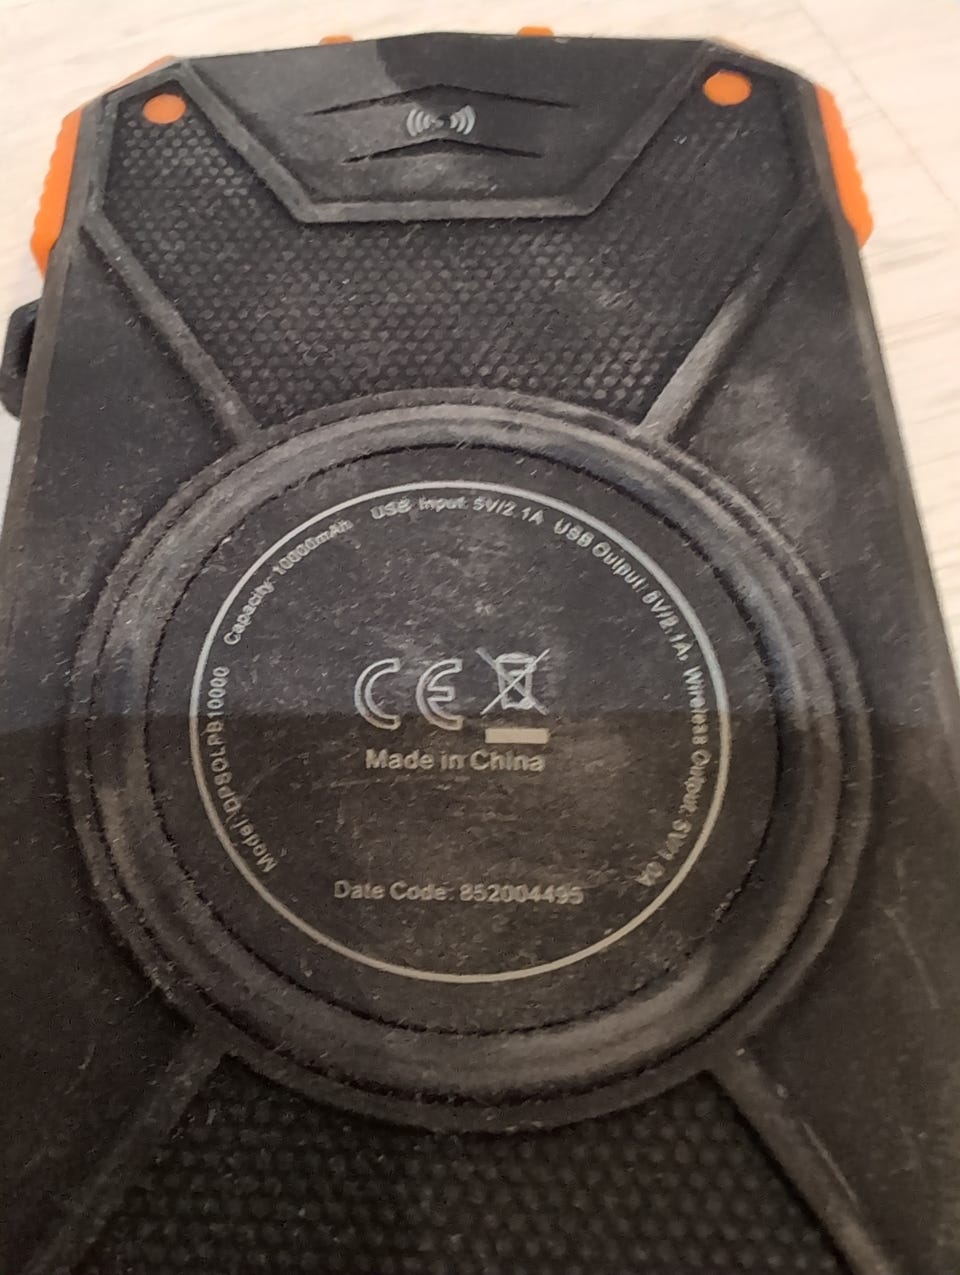 Model: DPSOLPB10000 Capacity: 10000mAh USB Input: 5V/2.1A USB Output: 5V/2.1A, Wireless Output: 5V/1.0A
CE
Made in China
Date Code: 852004495